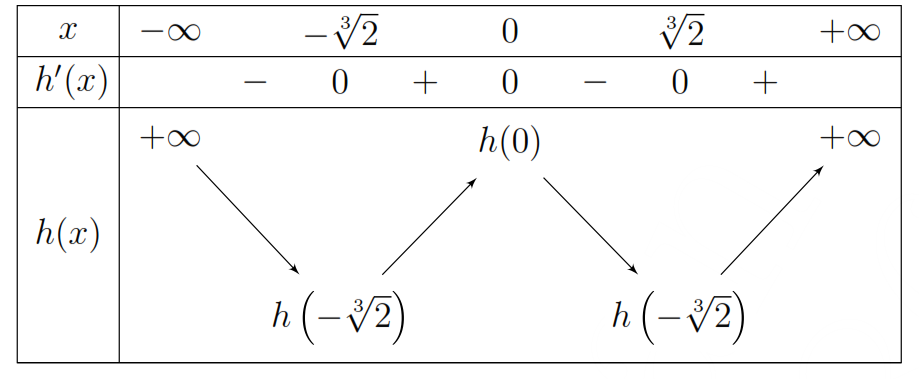 x −∞ −∛2 0 ∛2 +∞
h′(x) − 0 + 0 − 0 +
+∞ h(0) +∞
h(x)
h(−∛2) h(−∛2)